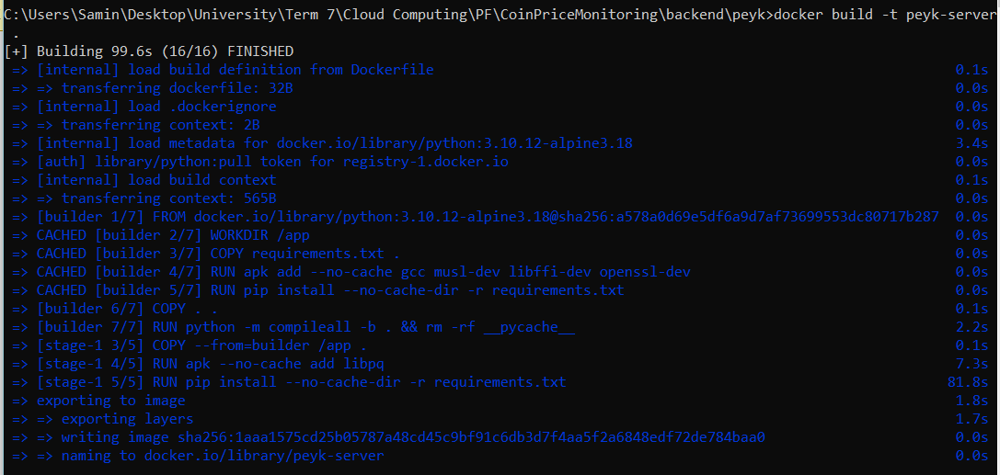 C:\Users\Samin\Desktop\University\Term 7\Cloud Computing\PF\CoinPriceMonitoring\backend\peyk>docker build -t peyk-server
.
[+] Building 99.6s (16/16) FINISHED
=> [internal] load build definition from Dockerfile 0.1s
=> => transferring dockerfile: 32B 0.0s
=> [internal] load .dockerignore 0.0s
=> => transferring context: 2B 0.0s
=> [internal] load metadata for docker.io/library/python:3.10.12-alpine3.18 3.4s
=> [auth] library/python:pull token for registry-1.docker.io 0.0s
=> [internal] load build context 0.1s
=> => transferring context: 565B 0.0s
=> [builder 1/7] FROM docker.io/library/python:3.10.12-alpine3.18@sha256:a578a0d69e5df6a9d7af73699553dc80717b287 0.0s
=> CACHED [builder 2/7] WORKDIR /app 0.0s
=> CACHED [builder 3/7] COPY requirements.txt . 0.0s
=> CACHED [builder 4/7] RUN apk add --no-cache gcc musl-dev libffi-dev openssl-dev 0.0s
=> CACHED [builder 5/7] RUN pip install --no-cache-dir -r requirements.txt 0.0s
=> [builder 6/7] COPY . . 0.1s
=> [builder 7/7] RUN python -m compileall -b . && rm -rf __pycache__ 2.2s
=> [stage-1 3/5] COPY --from=builder /app . 0.1s
=> [stage-1 4/5] RUN apk --no-cache add libpq 7.3s
=> [stage-1 5/5] RUN pip install --no-cache-dir -r requirements.txt 81.8s
=> exporting to image 1.8s
=> => exporting layers 1.7s
=> => writing image sha256:1aaa1575cd25b05787a48cd45c9bf91c6db3d7f4aa5f2a6848edf72de784baa0 0.0s
=> => naming to docker.io/library/peyk-server 0.0s